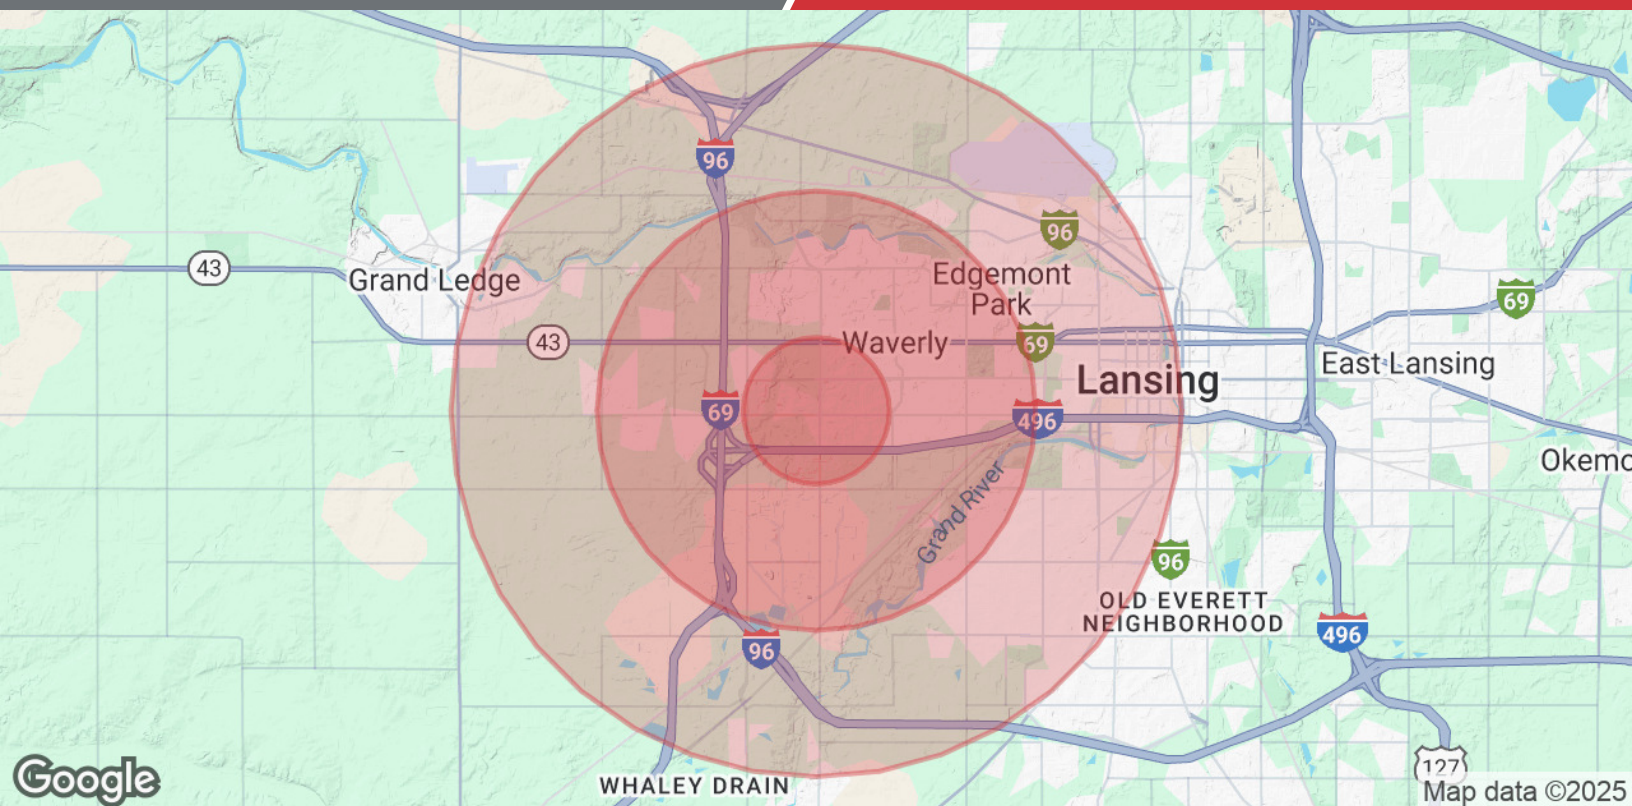 96
96
43
Grand Ledge
Edgemont
Park
69
43
Waverly
69
East Lansing
Lansing
69
496
Okemo
Grand River
96
OLD EVERETT
NEIGHBORHOOD
496
96
127
WHALEY DRAIN
Google
Map data ©2025